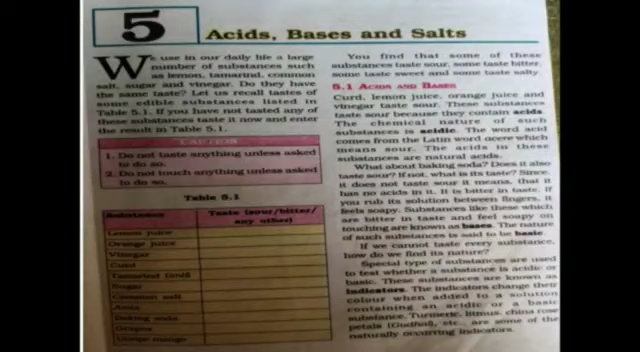 5
Acids, Bases and Salts
We use in our daily life a large
number of substances such
as lemon, tamarind, common
salt, sugar and vinegar. Do they have
the same taste? Let us recall tastes of
some edible substances listed in
Table 5.1. If you have not tasted any of
these substances taste it now and enter
the result in Table 5.1.
CAUTION
1. Do not taste anything unless asked
to do so.
2. Do not touch anything unless asked
to do so.
Table 5.1
Substance
Taste (sour/bitter/
any other)
Lemon juice
Orange juice
Vinegar
Curd
Tamarind (imli)
Sugar
Common salt
Amla
Baking soda
Grapes
Unripe mango
You find that some of these
substances taste sour, some taste bitter,
some taste sweet and some taste salty.
5.1 ACIDS AND BASES
Curd, lemon juice, orange juice and
vinegar taste sour. These substances
taste sour because they contain acids.
The chemical nature of such
substances is acidic. The word acid
comes from the Latin word acere which
means sour. The acids in these
substances are natural acids.
What about baking soda? Does it also
taste sour? If not, what is its taste? Since,
it does not taste sour it means, that it
has no acids in it. It is bitter in taste. If
you rub its solution between fingers, it
feels soapy. Substances like these which
are bitter in taste and feel soapy on
touching are known as bases. The nature
of such substances is said to be basic.
If we cannot taste every substance,
how do we find its nature?
Special type of substances are used
to test whether a substance is acidic or
basic. These substances are known as
indicators. The indicators change their
colour when added to a solution
containing an acidic or a basic
substance. Turmeric, litmus, china rose
petals (Gudhal), etc., are some of the
naturally occurring indicators.